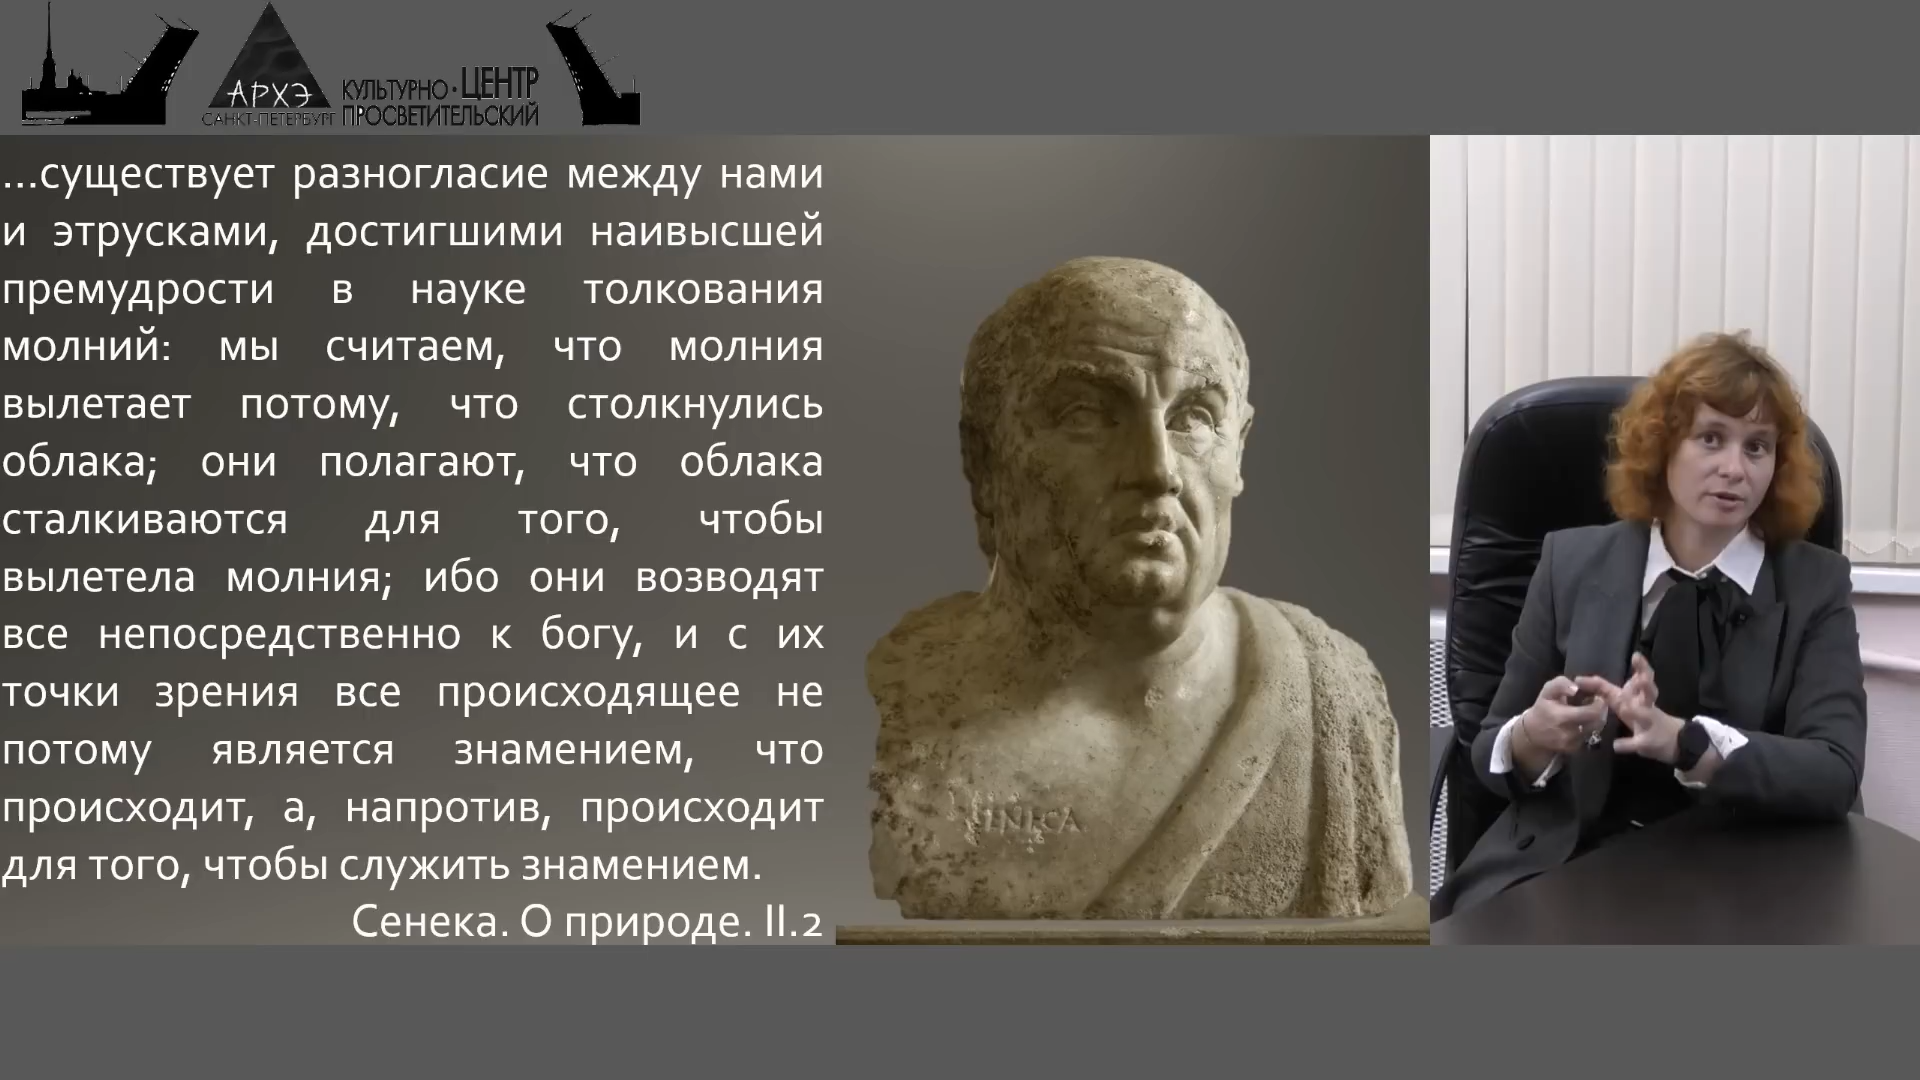 АРХЭ
САНКТ-ПЕТЕРБУРГ
КУЛЬТУРНО·ЦЕНТР
ПРОСВЕТИТЕЛЬСКИЙ
...существует разногласие между нами
и этрусками, достигшими наивысшей
премудрости в науке толкования
молний: мы считаем, что молния
вылетает потому, что столкнулись
облака; они полагают, что облака
сталкиваются для того, чтобы
вылетела молния; ибо они возводят
все непосредственно к богу, и с их
точки зрения все происходящее не
потому является знамением, что
происходит, а, напротив, происходит
для того, чтобы служить знамением.
Сенека. О природе. II.2